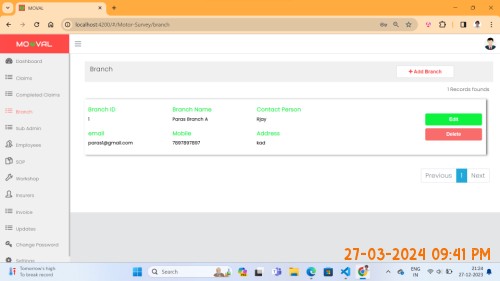 MOVAL
localhost:4200/#/Motor-Survey/branch
MOVAL
Dashboard
Claims
Completed Claims
Branch
Sub Admin
Employees
SOP
Workshop
Insurers
Invoice
Updates
Change Password
Settings
Branch
+ Add Branch
1 Records founds
Branch ID
Branch Name
Contact Person
1
Paras Branch A
Ajay
Edit
email
Mobile
Address
Delete
paras1@gmail.com
7897897897
kad
Previous
1
Next
27-03-2024 09:41 PM
Tomorrow's high
To break record
Search
ENG
IN
21:24
27-12-2023